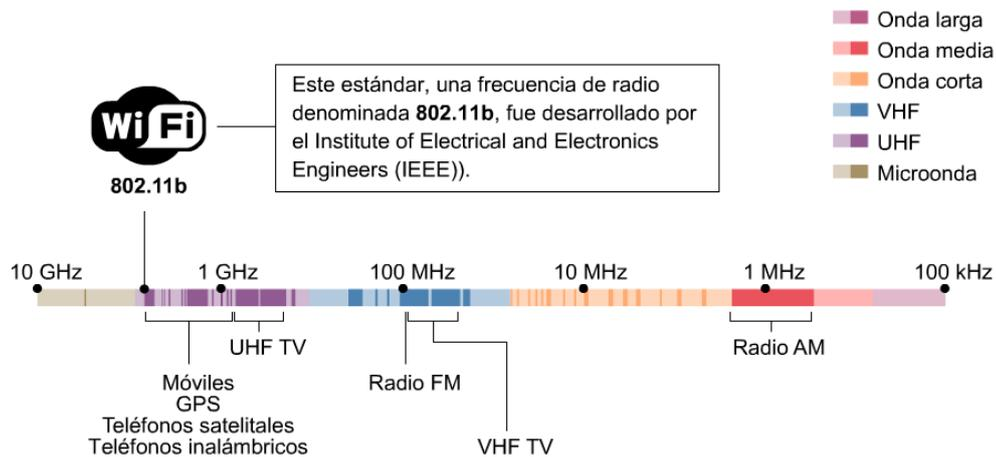 Onda larga
Onda media
Onda corta
VHF
UHF
Microonda
Este estándar, una frecuencia de radio
denominada 802.11b, fue desarrollado por
el Institute of Electrical and Electronics
Engineers (IEEE)).
Wi Fi
802.11b
10 GHz 1 GHz 100 MHz 10 MHz 1 MHz 100 kHz
UHF TV
Radio AM
Móviles
GPS
Teléfonos satelitales
Teléfonos inalámbricos
Radio FM
VHF TV